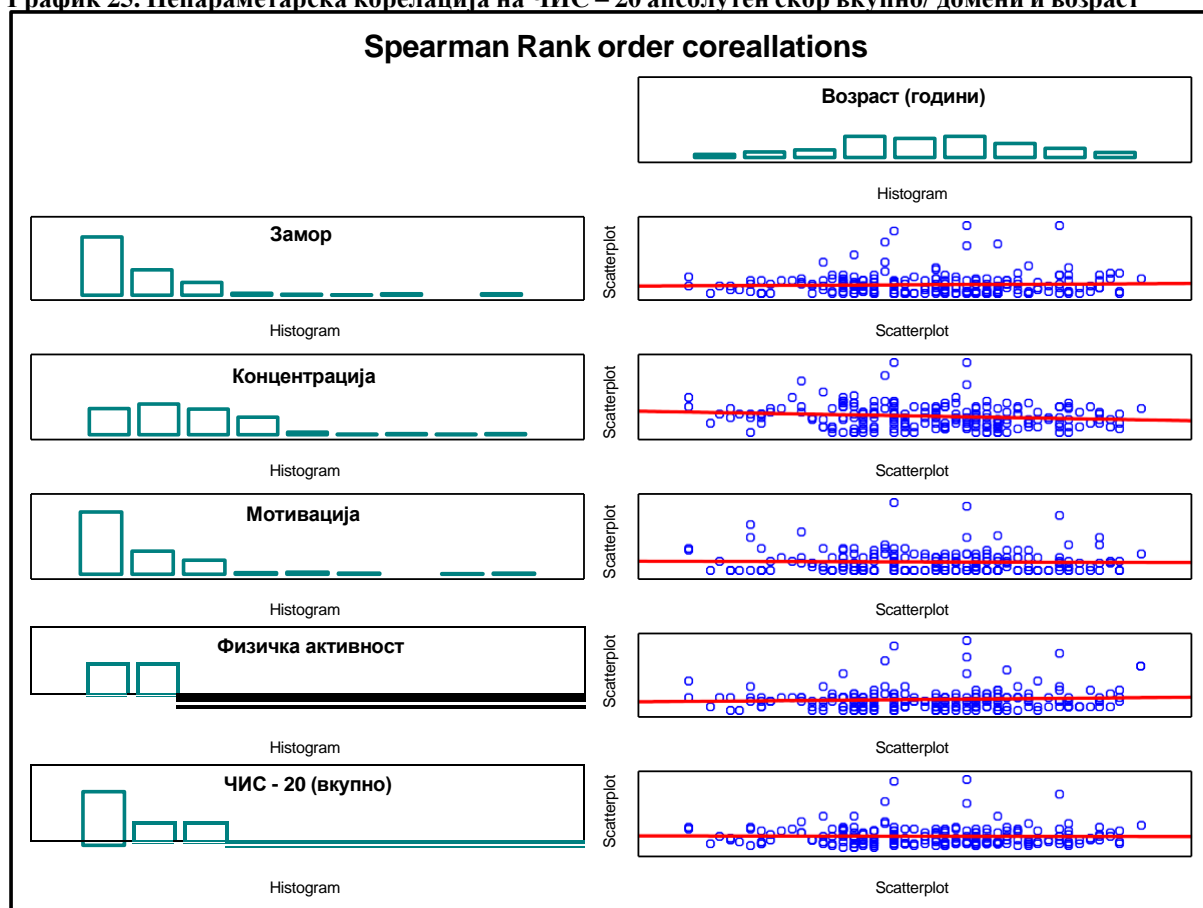 График 25. Непараметарска корелација на ЧИС – 20 апсолутен скор вкупно/ домени и возраст
Spearman Rank order coreallations
Возраст (години)
Histogram
Замор
Histogram
Scatterplot
Scatterplot
Концентрација
Histogram
Scatterplot
Scatterplot
Мотивација
Histogram
Scatterplot
Scatterplot
Физичка активност
Histogram
Scatterplot
Scatterplot
ЧИС - 20 (вкупно)
Histogram
Scatterplot
Scatterplot